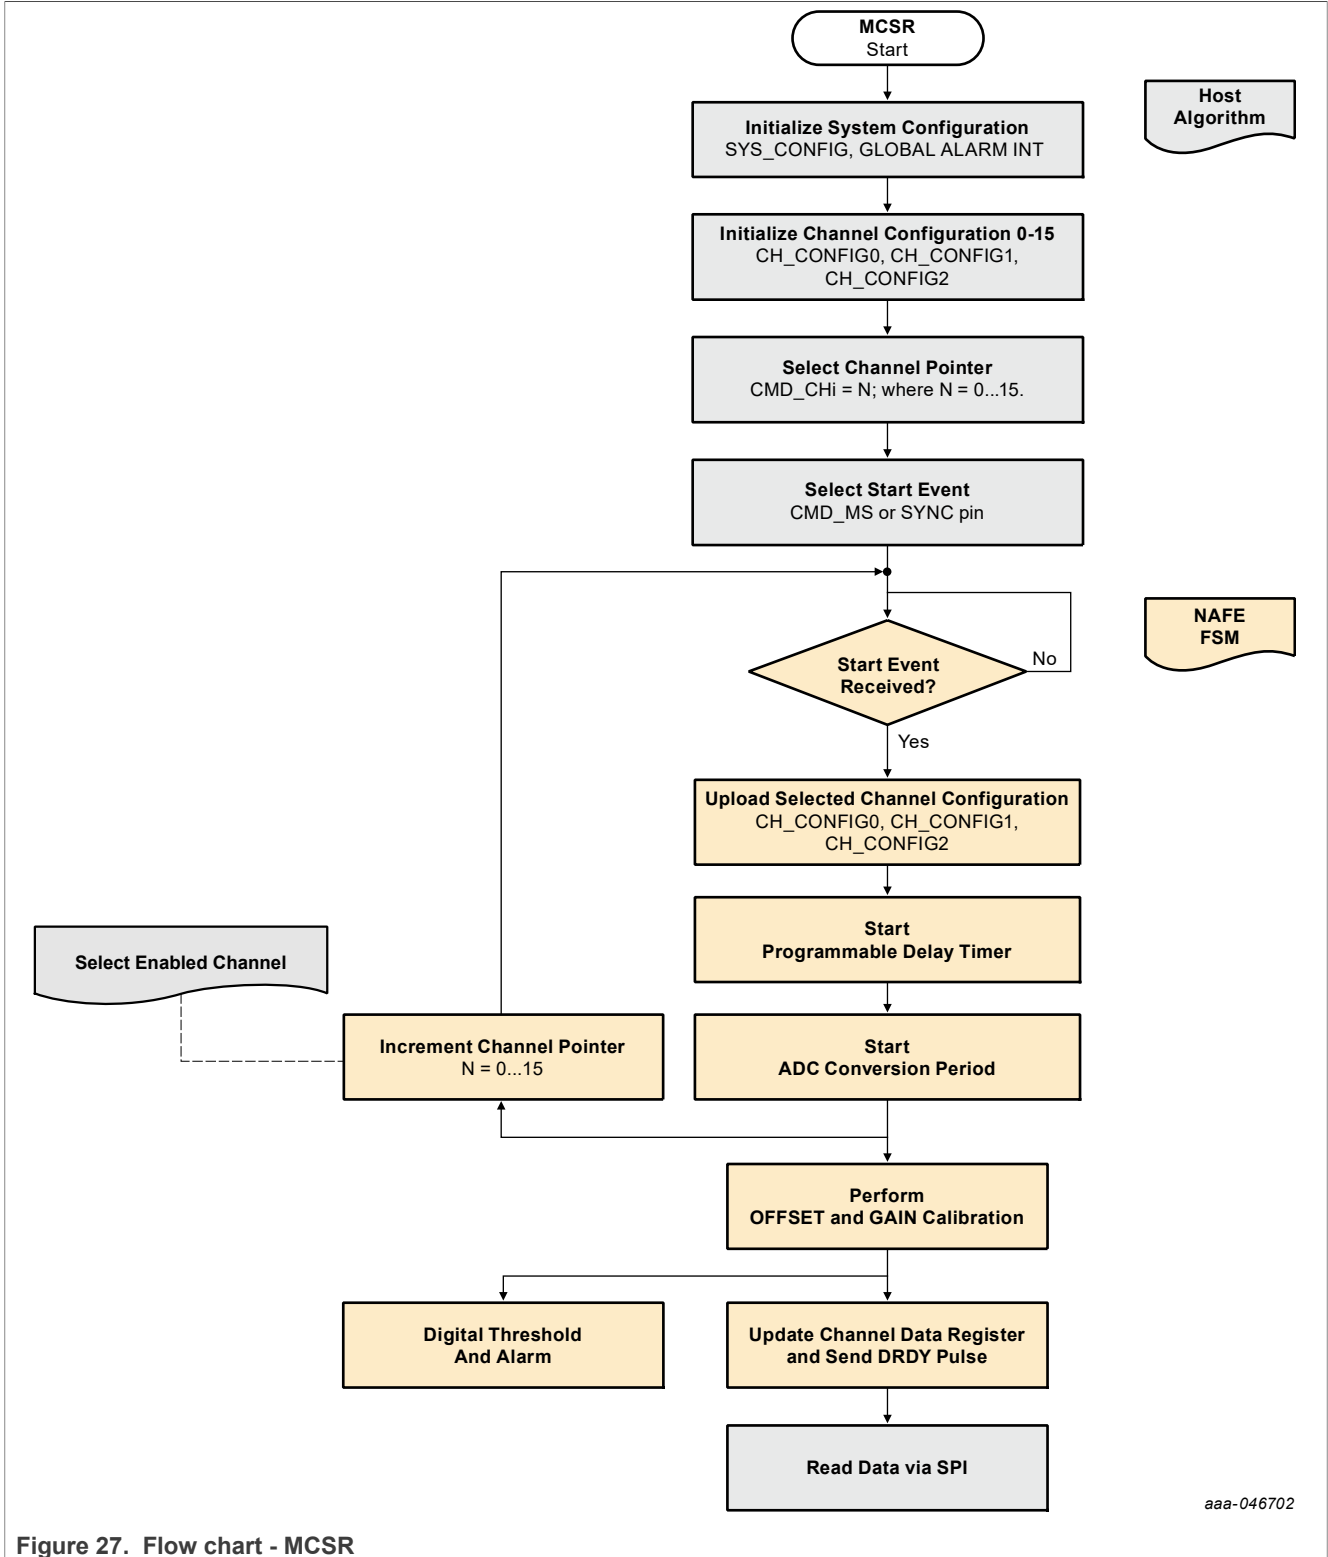 MCSR
Start
Host
Algorithm
Initialize System Configuration
SYS_CONFIG, GLOBAL ALARM INT
Initialize Channel Configuration 0-15
CH_CONFIG0, CH_CONFIG1,
CH_CONFIG2
Select Channel Pointer
CMD_CHi = N; where N = 0...15.
Select Start Event
CMD_MS or SYNC pin
NAFE
FSM
Start Event
Received?
No
Yes
Upload Selected Channel Configuration
CH_CONFIG0, CH_CONFIG1,
CH_CONFIG2
Start
Programmable Delay Timer
Select Enabled Channel
Increment Channel Pointer
N = 0...15
Start
ADC Conversion Period
Perform
OFFSET and GAIN Calibration
Digital Threshold
And Alarm
Update Channel Data Register
and Send DRDY Pulse
Read Data via SPI
aaa-046702
Figure 27. Flow chart - MCSR